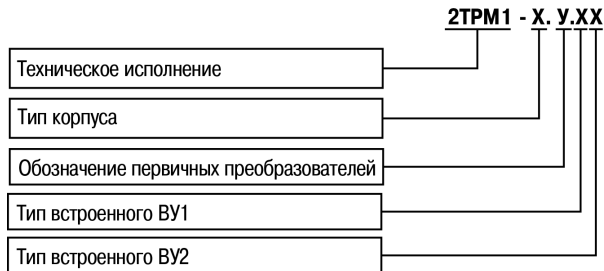 2ТРМ1 - Х. У.ХХ
Техническое исполнение
Тип корпуса
Обозначение первичных преобразователей
Тип встроенного ВУ1
Тип встроенного ВУ2